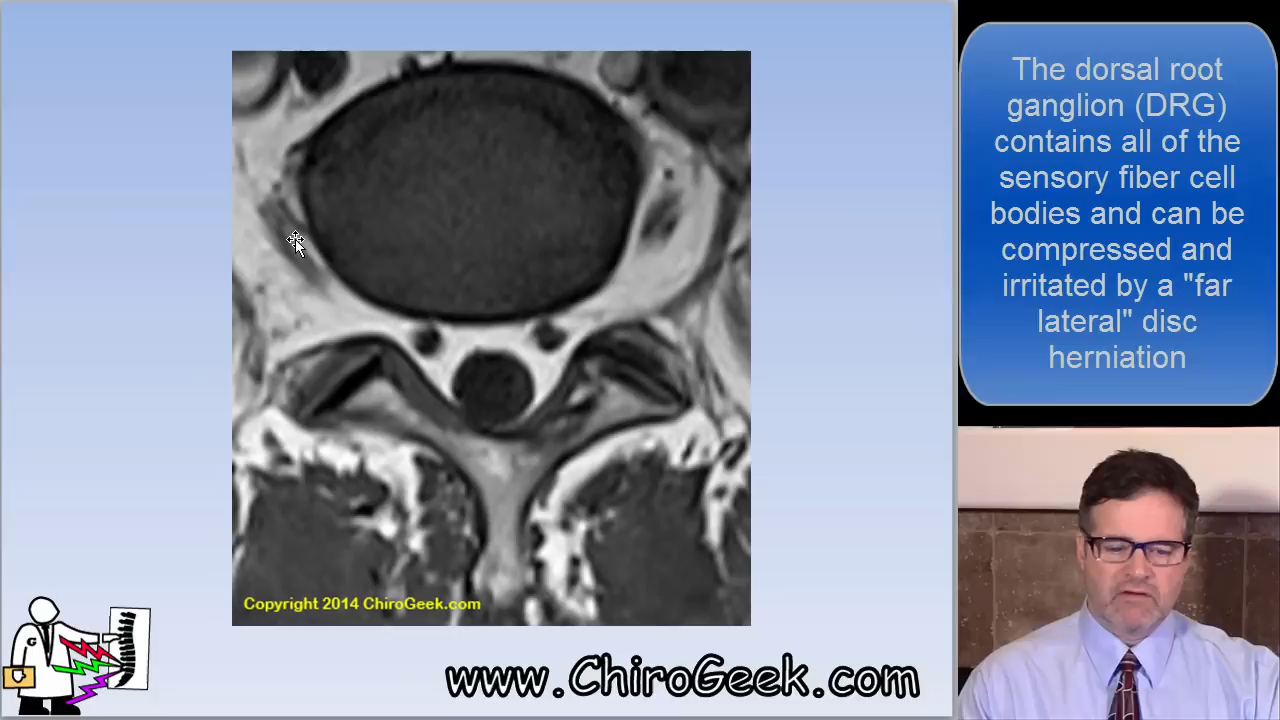 The dorsal root
ganglion (DRG)
contains all of the
sensory fiber cell
bodies and can be
compressed and
irritated by a "far
lateral" disc
herniation
Copyright 2014 ChiroGeek.com
G
www.ChiroGeek.com